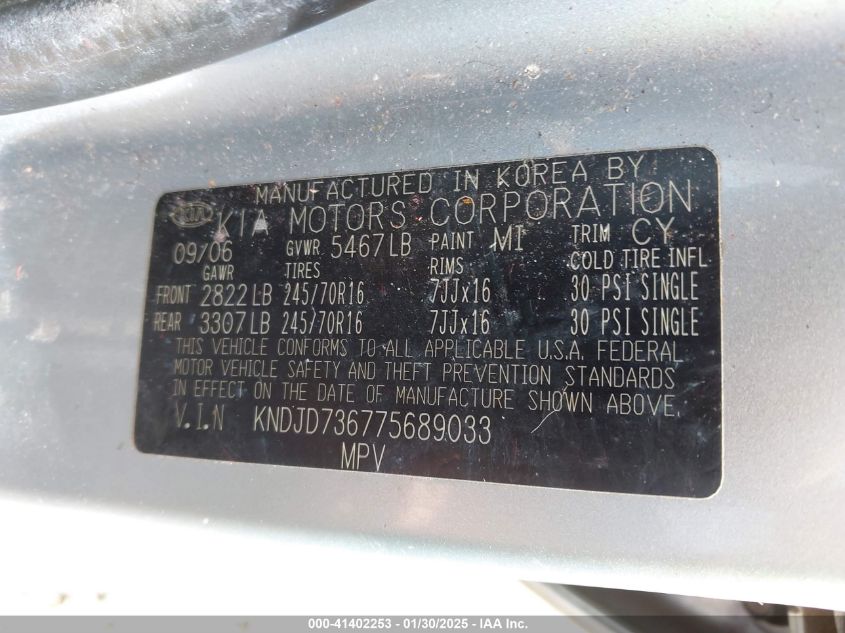 MANUFACTURED IN KOREA BY
KIA KIA MOTORS CORPORATION
09/06 GVWR 5467LB PAINT MI TRIM CY
GAWR TIRES RIMS COLD TIRE INFL
FRONT 2822LB 245/70R16 7JJx16 30 PSI SINGLE
REAR 3307LB 245/70R16 7JJx16 30 PSI SINGLE
THIS VEHICLE CONFORMS TO ALL APPLICABLE U.S.A. FEDERAL
MOTOR VEHICLE SAFETY AND THEFT PREVENTION STANDARDS
IN EFFECT ON THE DATE OF MANUFACTURE SHOWN ABOVE.
V.I.N KNDJD736775689033
MPV
000-41402253 - 01/30/2025 - IAA Inc.